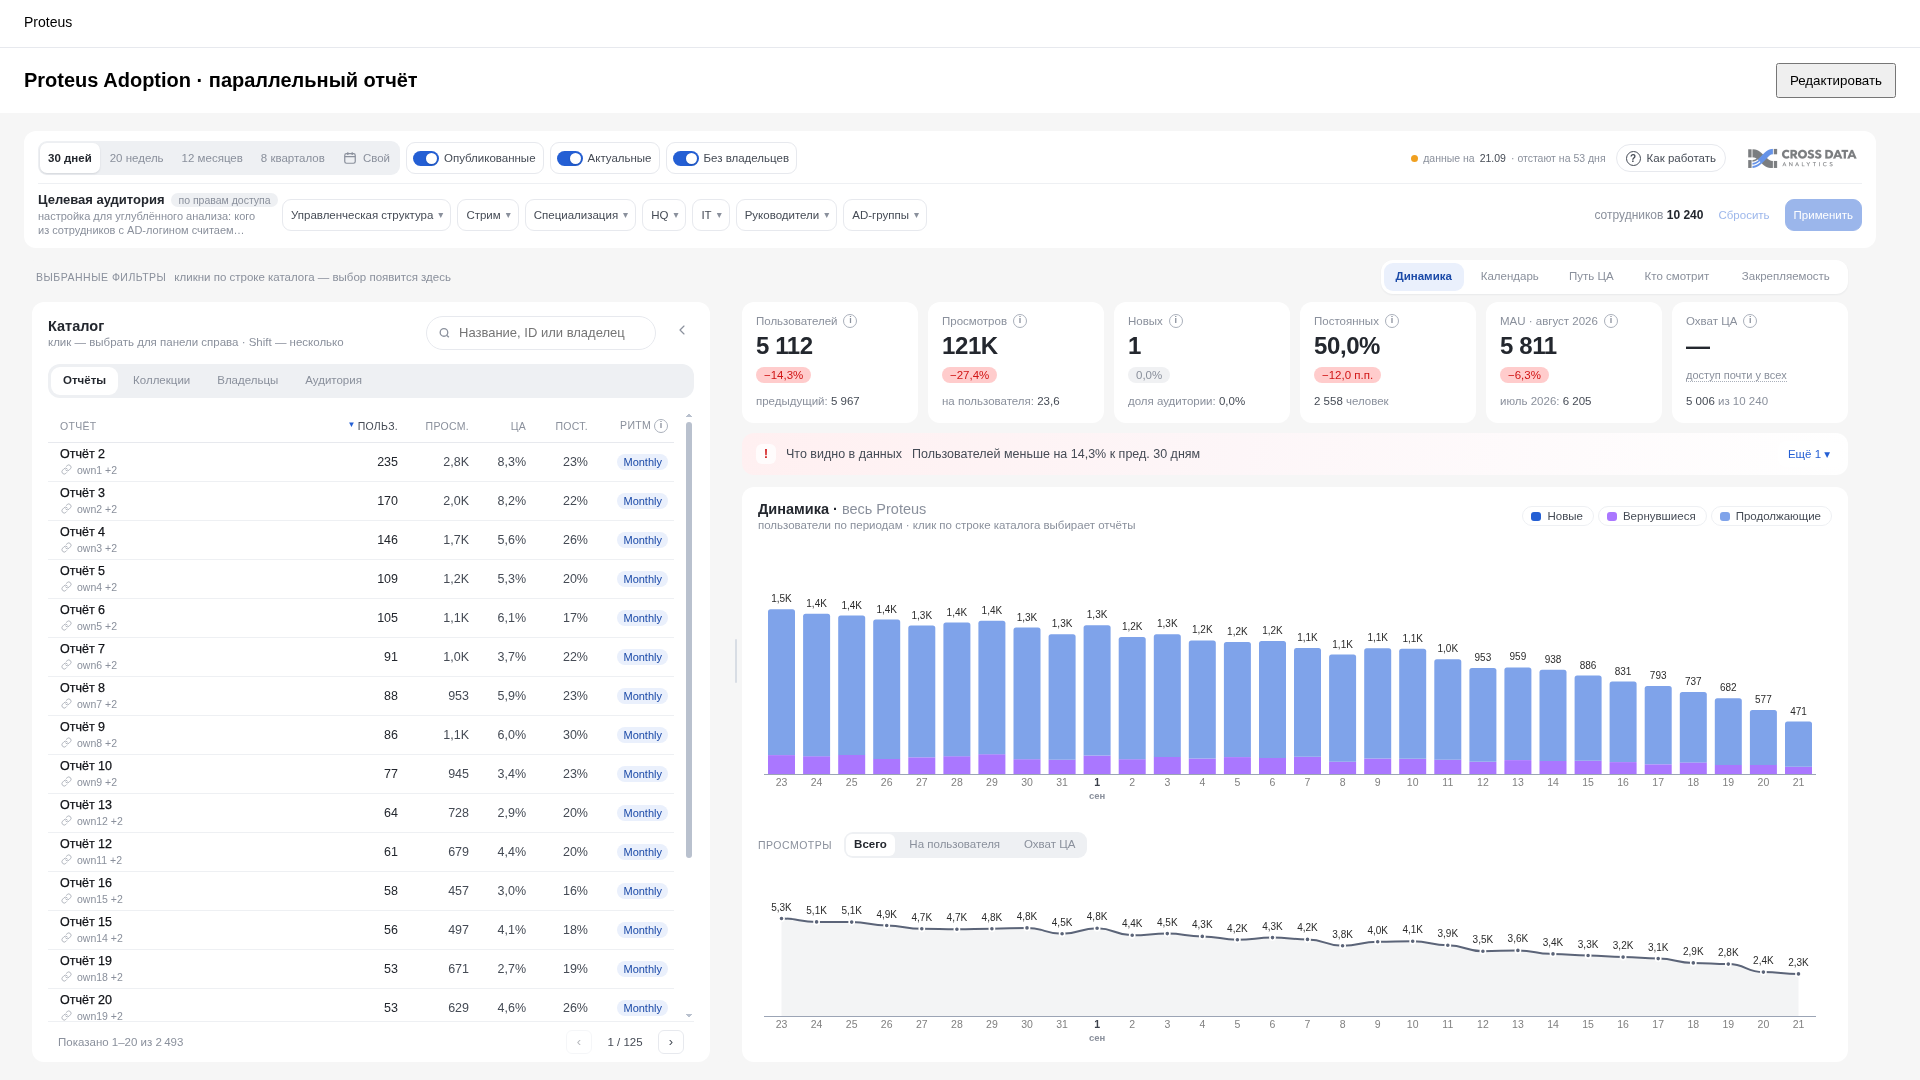 Proteus
Proteus Adoption · параллельный отчёт
Редактировать
30 дней 20 недель 12 месяцев 8 кварталов Свой Опубликованные Актуальные Без владельцев данные на 21.09 · отстают на 53 дня ? Как работать CROSS DATA
ANALYTICS
Целевая аудитория по правам доступа
настройка для углублённого анализа: кого
из сотрудников с AD-логином считаем…
Управленческая структура ▾ Стрим ▾ Специализация ▾ HQ ▾ IT ▾ Руководители ▾ AD-группы ▾ сотрудников 10 240 Сбросить Применить
ВЫБРАННЫЕ ФИЛЬТРЫ кликни по строке каталога — выбор появится здесь
Динамика Календарь Путь ЦА Кто смотрит Закрепляемость
Каталог
клик — выбрать для панели справа · Shift — несколько
Название, ID или владелец
Отчёты Коллекции Владельцы Аудитория
ОТЧЁТ ▼ ПОЛЬЗ. ПРОСМ. ЦА ПОСТ. РИТМ i
Отчёт 2
own1 +2
235 2,8K 8,3% 23% Monthly
Отчёт 3
own2 +2
170 2,0K 8,2% 22% Monthly
Отчёт 4
own3 +2
146 1,7K 5,6% 26% Monthly
Отчёт 5
own4 +2
109 1,2K 5,3% 20% Monthly
Отчёт 6
own5 +2
105 1,1K 6,1% 17% Monthly
Отчёт 7
own6 +2
91 1,0K 3,7% 22% Monthly
Отчёт 8
own7 +2
88 953 5,9% 23% Monthly
Отчёт 9
own8 +2
86 1,1K 6,0% 30% Monthly
Отчёт 10
own9 +2
77 945 3,4% 23% Monthly
Отчёт 13
own12 +2
64 728 2,9% 20% Monthly
Отчёт 12
own11 +2
61 679 4,4% 20% Monthly
Отчёт 16
own15 +2
58 457 3,0% 16% Monthly
Отчёт 15
own14 +2
56 497 4,1% 18% Monthly
Отчёт 19
own18 +2
53 671 2,7% 19% Monthly
Отчёт 20
own19 +2
53 629 4,6% 26% Monthly
Показано 1–20 из 2 493 ‹ 1 / 125 ›
Пользователей i
5 112
−14,3%
предыдущий: 5 967
Просмотров i
121K
−27,4%
на пользователя: 23,6
Новых i
1
0,0%
доля аудитории: 0,0%
Постоянных i
50,0%
−12,0 п.п.
2 558 человек
MAU · август 2026 i
5 811
−6,3%
июль 2026: 6 205
Охват ЦА i
—
доступ почти у всех
5 006 из 10 240
! Что видно в данных Пользователей меньше на 14,3% к пред. 30 дням Ещё 1 ▾
Динамика · весь Proteus
пользователи по периодам · клик по строке каталога выбирает отчёты
Новые Вернувшиеся Продолжающие
1,5K 1,4K 1,4K 1,4K 1,3K 1,4K 1,4K 1,3K 1,3K 1,3K 1,2K 1,3K 1,2K 1,2K 1,2K 1,1K 1,1K 1,1K 1,1K 1,0K 953 959 938 886 831 793 737 682 577 471
23 24 25 26 27 28 29 30 31 1 2 3 4 5 6 7 8 9 10 11 12 13 14 15 16 17 18 19 20 21
сен
ПРОСМОТРЫ Всего На пользователя Охват ЦА
5,3K 5,1K 5,1K 4,9K 4,7K 4,7K 4,8K 4,8K 4,5K 4,8K 4,4K 4,5K 4,3K 4,2K 4,3K 4,2K 3,8K 4,0K 4,1K 3,9K 3,5K 3,6K 3,4K 3,3K 3,2K 3,1K 2,9K 2,8K 2,4K 2,3K
23 24 25 26 27 28 29 30 31 1 2 3 4 5 6 7 8 9 10 11 12 13 14 15 16 17 18 19 20 21
сен